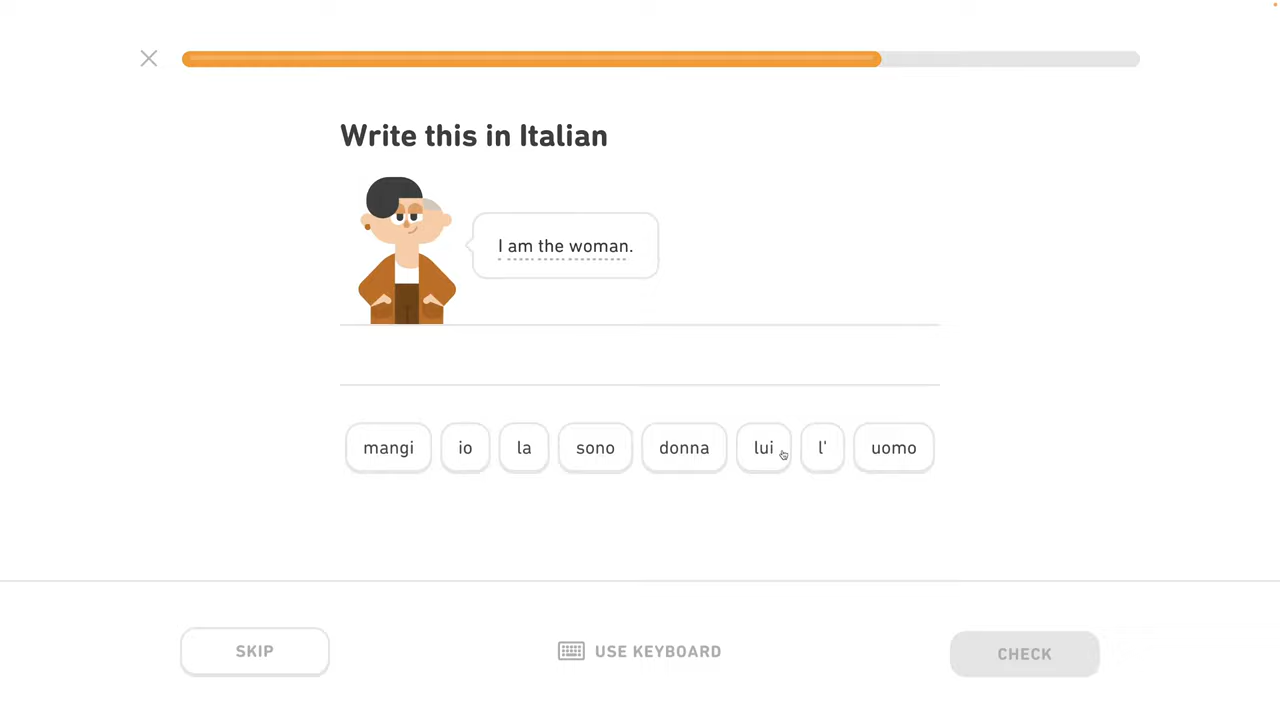 Write this in Italian
I am the woman.
mangi io la sono donna lui l' uomo
SKIP USE KEYBOARD CHECK